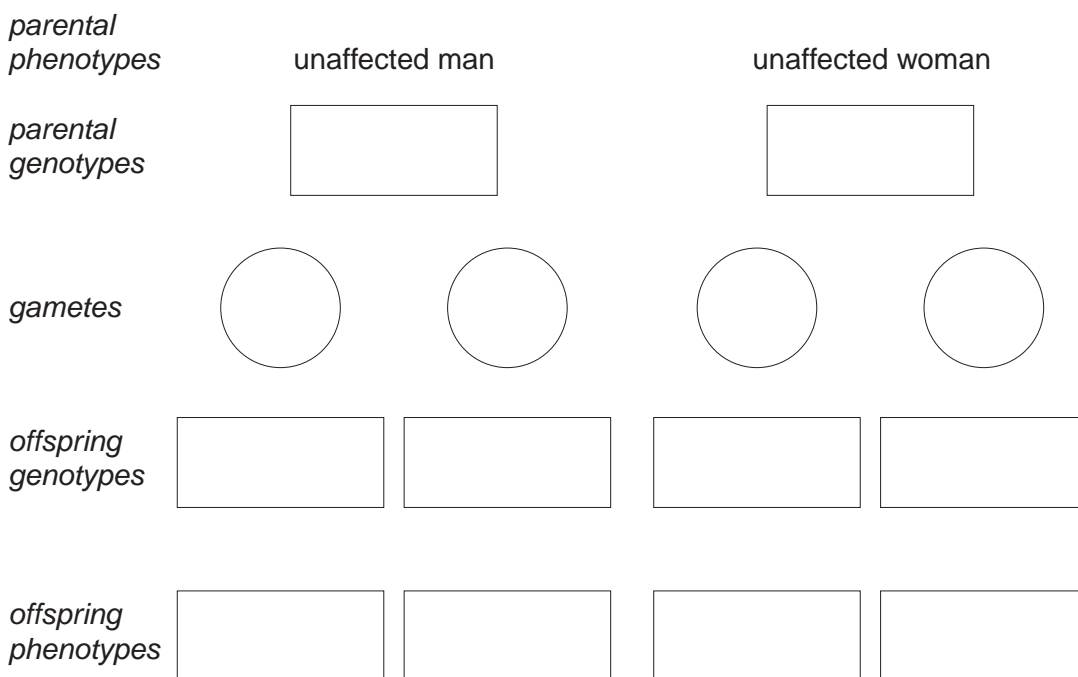 parental
phenotypes
unaffected man
unaffected woman
parental
genotypes
gametes
offspring
genotypes
offspring
phenotypes